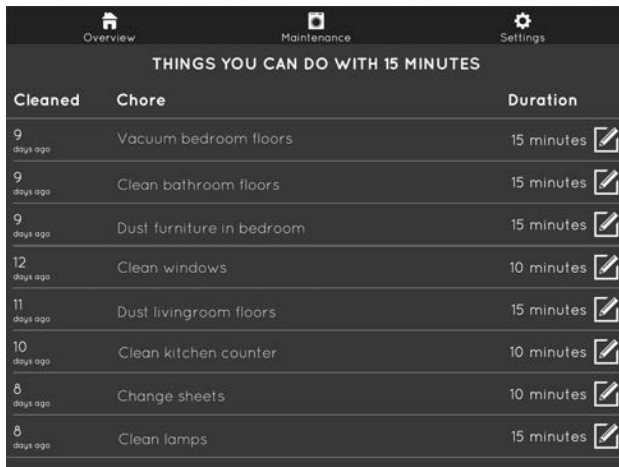 Overview Maintenance Settings
THINGS YOU CAN DO WITH 15 MINUTES
Cleaned Chore Duration
9 days ago Vacuum bedroom floors 15 minutes
9 days ago Clean bathroom floors 15 minutes
9 days ago Dust furniture in bedroom 15 minutes
12 days ago Clean windows 10 minutes
11 days ago Dust livingroom floors 15 minutes
10 days ago Clean kitchen counter 10 minutes
8 days ago Change sheets 10 minutes
8 days ago Clean lamps 15 minutes